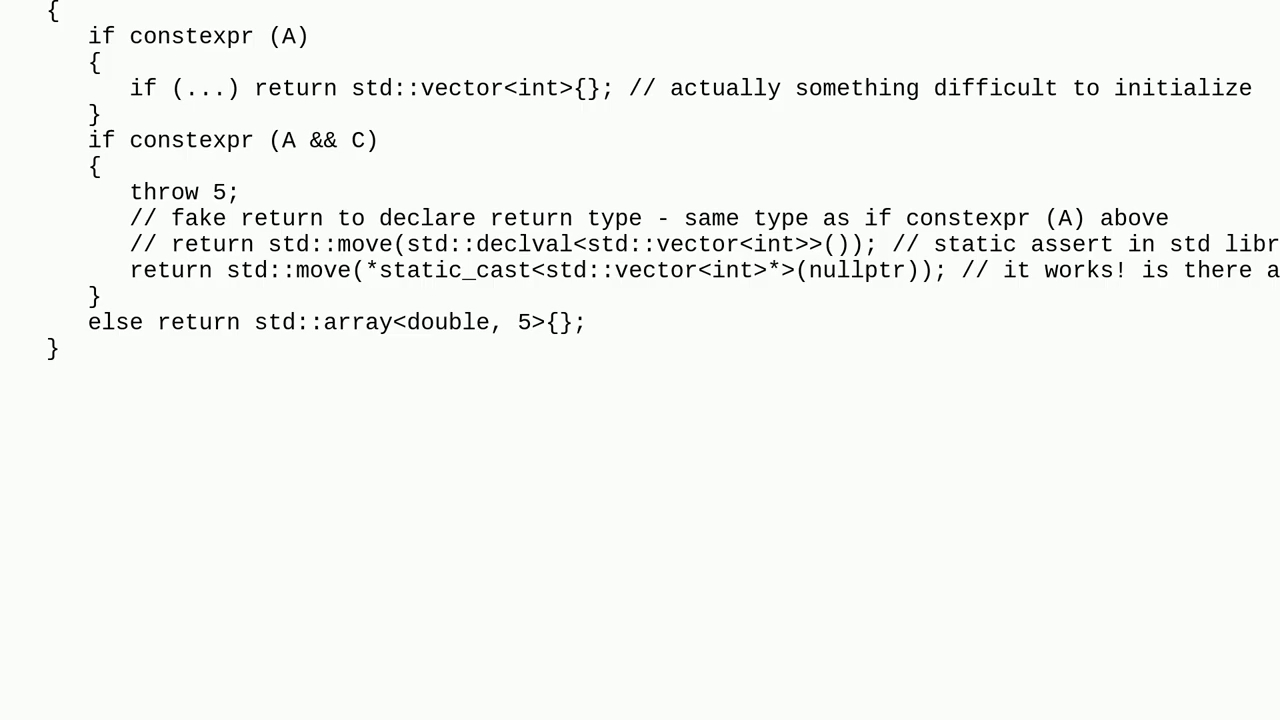 {
if constexpr (A)
{
if (...) return std::vector<int>{}; // actually something difficult to initialize
}
if constexpr (A && C)
{
throw 5;
// fake return to declare return type - same type as if constexpr (A) above
// return std::move(std::declval<std::vector<int>>()); // static assert in std libr
return std::move(*static_cast<std::vector<int>*>(nullptr)); // it works! is there a
}
else return std::array<double, 5>{};
}